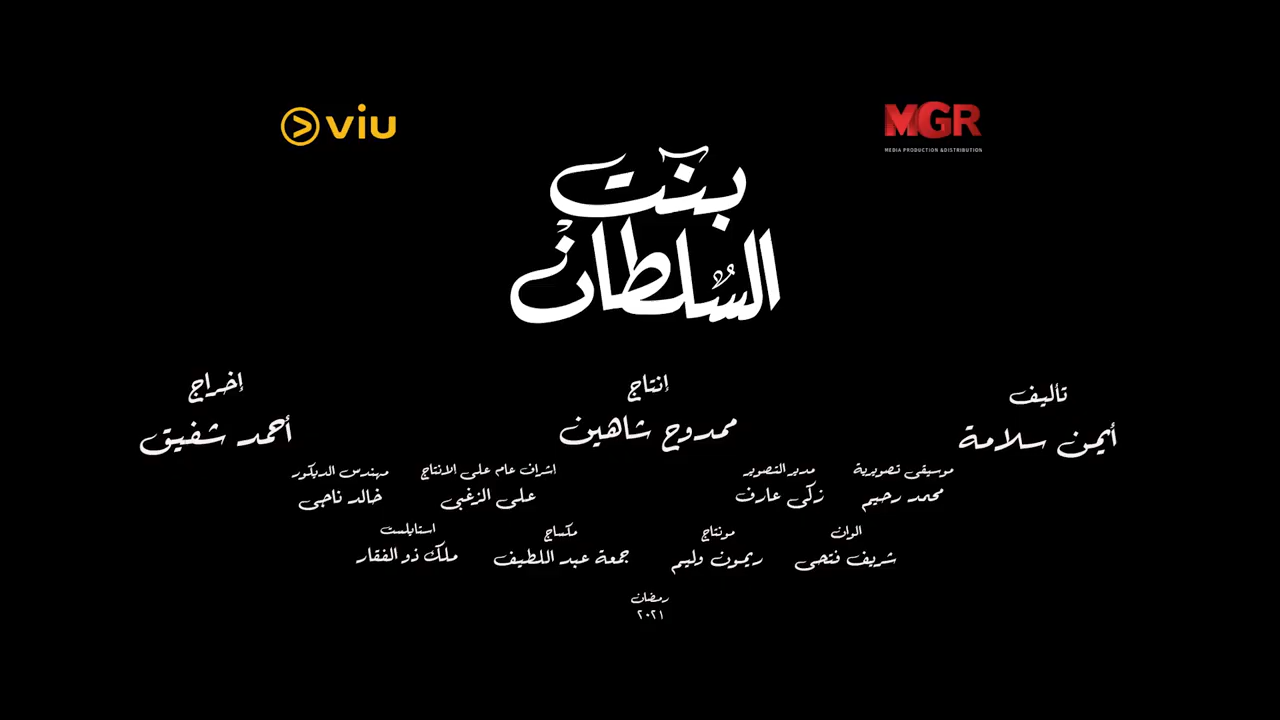 viu
MGR
MEDIA PRODUCTION &DISTRIBUTION
بنت
السُلطان
تأليف
أيمن سلامة
إنتاج
ممدوح شاهين
إخراج
أحمد شفيق
موسيقى تصويرية
محمد رحيم
مدير التصوير
زكى عارف
اشراف عام على الانتاج
على الزغبي
مهندس الديكور
خالد ناجى
الوان
شريف فتحى
مونتاج
ريمون وليم
مكساج
جمعة عبد اللطيف
استايلست
ملك ذو الفقار
رمضان
٢٠٢١